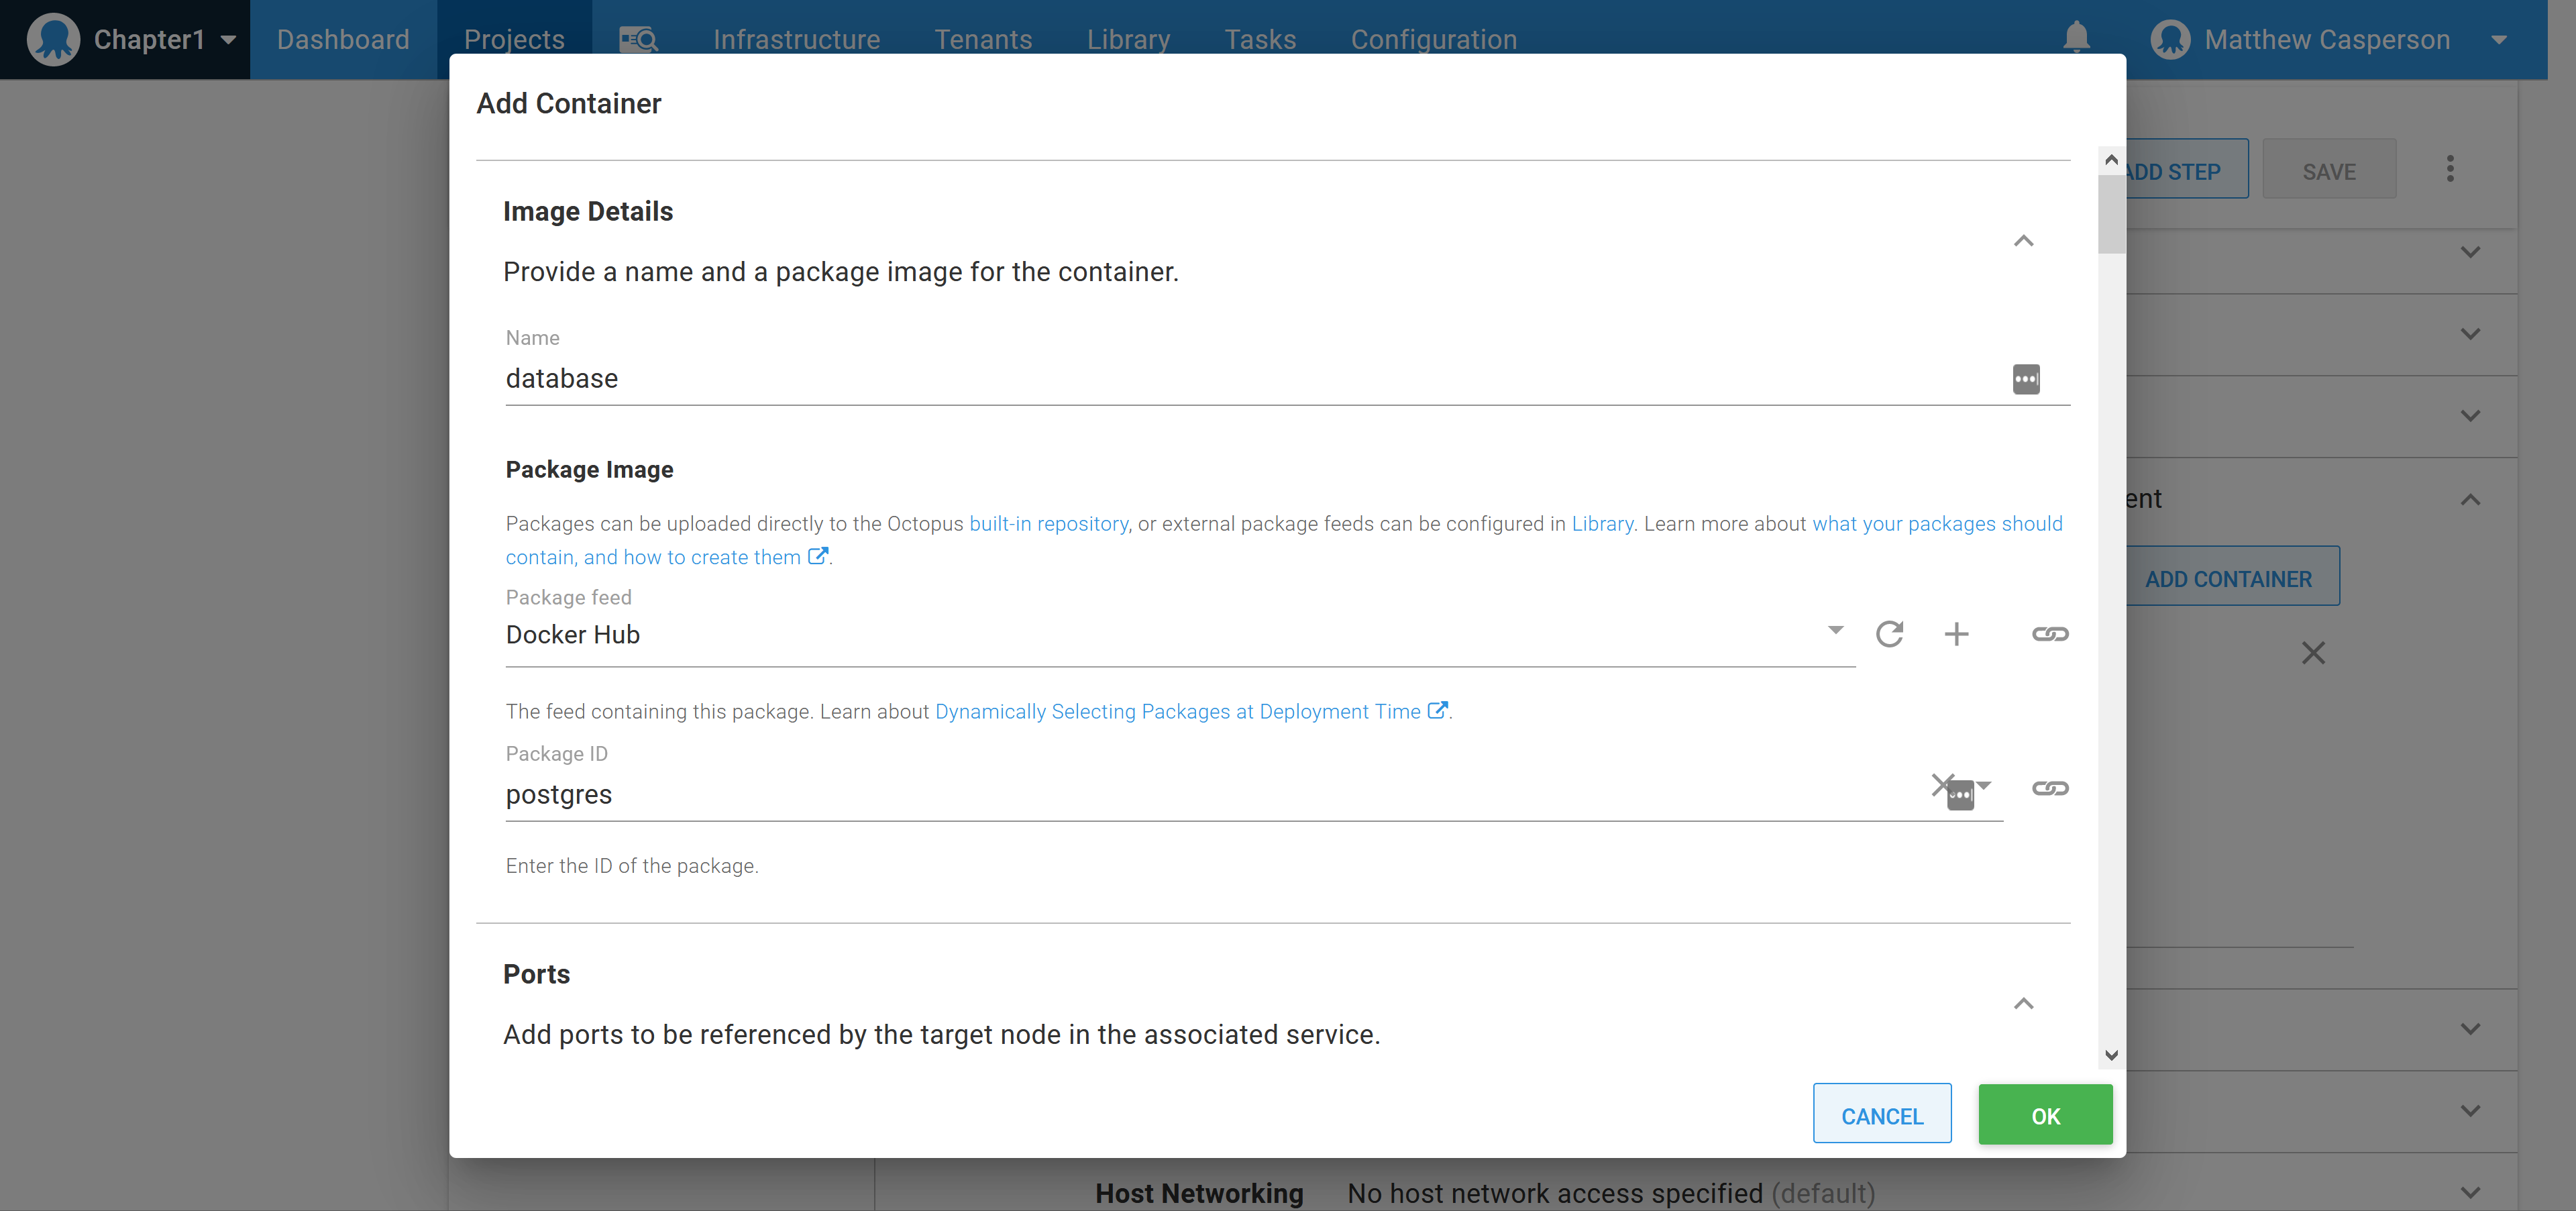 Chapter1
Dashboard
Projects
Infrastructure
Tenants
Library
Tasks
Configuration
Matthew Casperson
Add Container
ADD STEP
SAVE
Image Details
Provide a name and a package image for the container.
Name
database
Package Image
Packages can be uploaded directly to the Octopus built-in repository, or external package feeds can be configured in Library. Learn more about what your packages should
contain, and how to create them .
Package feed
Docker Hub
The feed containing this package. Learn about Dynamically Selecting Packages at Deployment Time .
Package ID
postgres
Enter the ID of the package.
ent
ADD CONTAINER
Ports
Add ports to be referenced by the target node in the associated service.
CANCEL
OK
Host Networking No host network access specified (default)